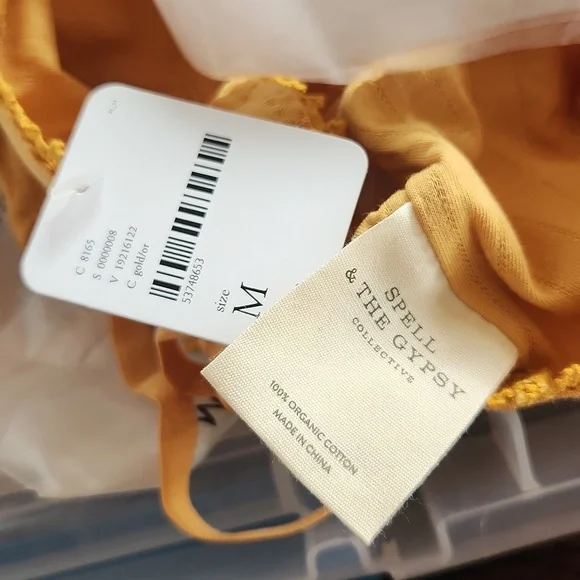 C 8165
S 0000008
V 19216122
C gold/or
53748653
size
M
SPELL
& THE GYPSY
COLLECTIVE
100% ORGANIC COTTON
MADE IN CHINA